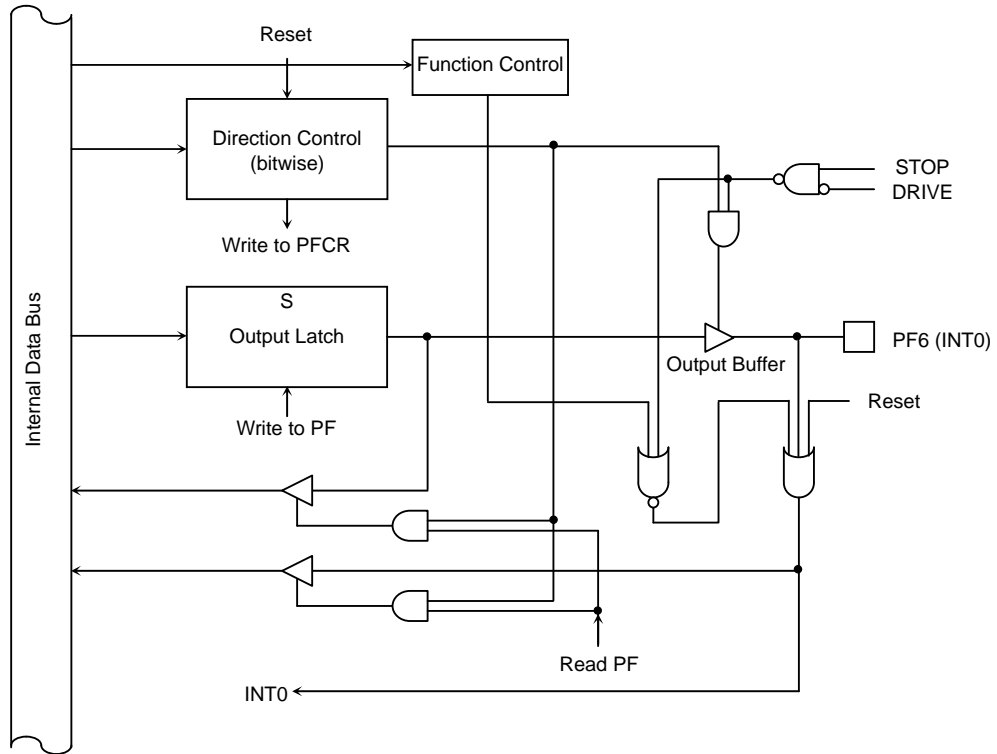 Reset
Function Control
Direction Control
(bitwise)
STOP
DRIVE
Write to PFCR
S
Output Latch
Output Buffer
PF6 (INT0)
Write to PF
Reset
Internal Data Bus
Read PF
INT0